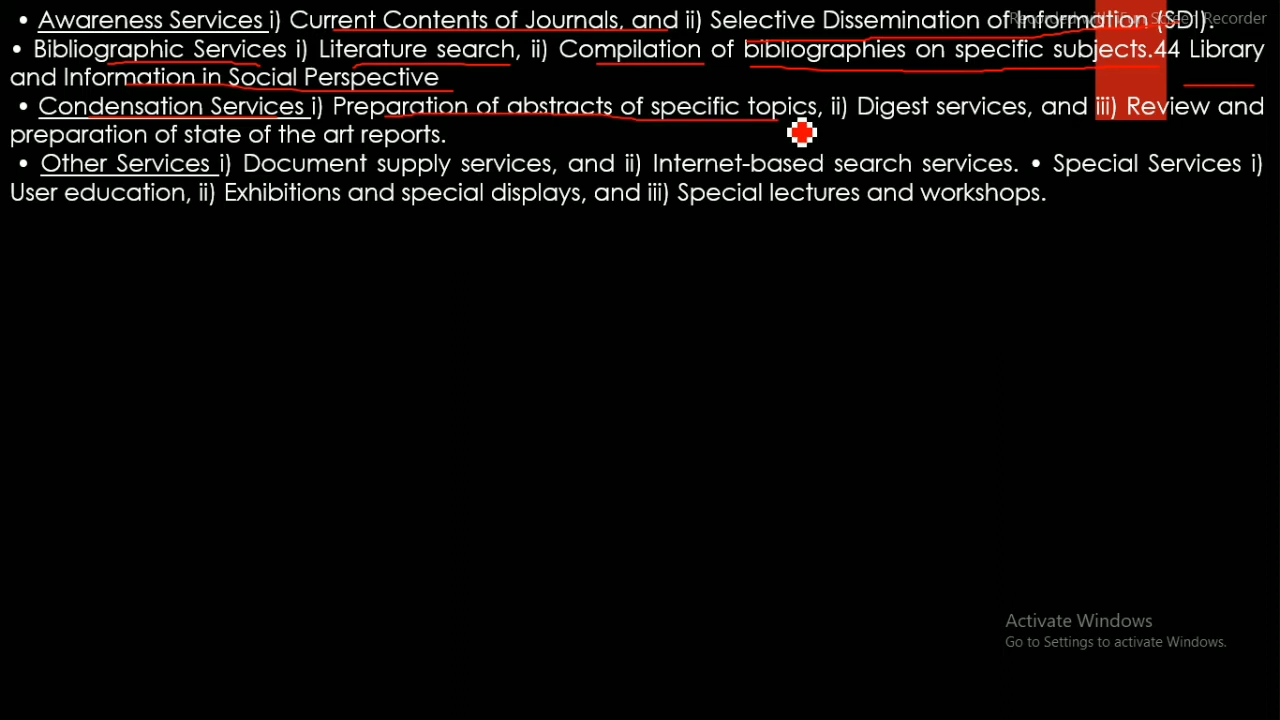 • Awareness Services i) Current Contents of Journals, and ii) Selective Dissemination of Information (SDI).
• Bibliographic Services i) Literature search, ii) Compilation of bibliographies on specific subjects.44 Library
and Information in Social Perspective
• Condensation Services i) Preparation of abstracts of specific topics, ii) Digest services, and iii) Review and
preparation of state of the art reports.
• Other Services i) Document supply services, and ii) Internet-based search services. • Special Services i)
User education, ii) Exhibitions and special displays, and iii) Special lectures and workshops.
Recorded with Screen Recorder
Activate Windows
Go to Settings to activate Windows.